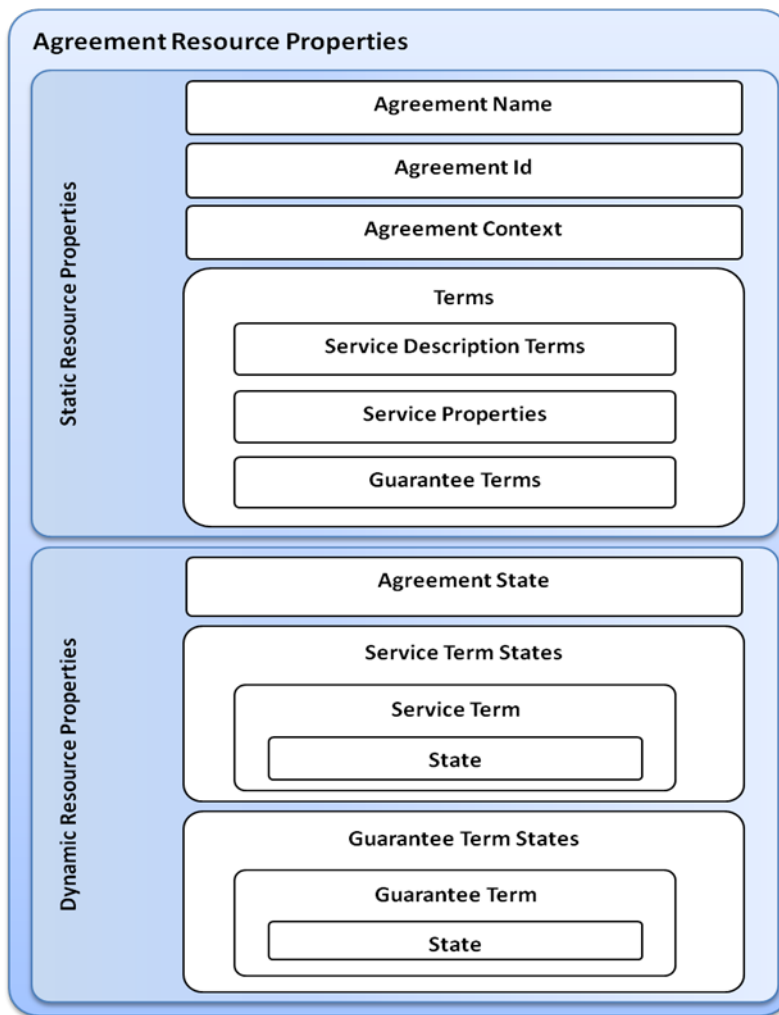 Agreement Resource Properties
Static Resource Properties
Agreement Name
Agreement Id
Agreement Context
Terms
Service Description Terms
Service Properties
Guarantee Terms
Dynamic Resource Properties
Agreement State
Service Term States
Service Term
State
Guarantee Term States
Guarantee Term
State